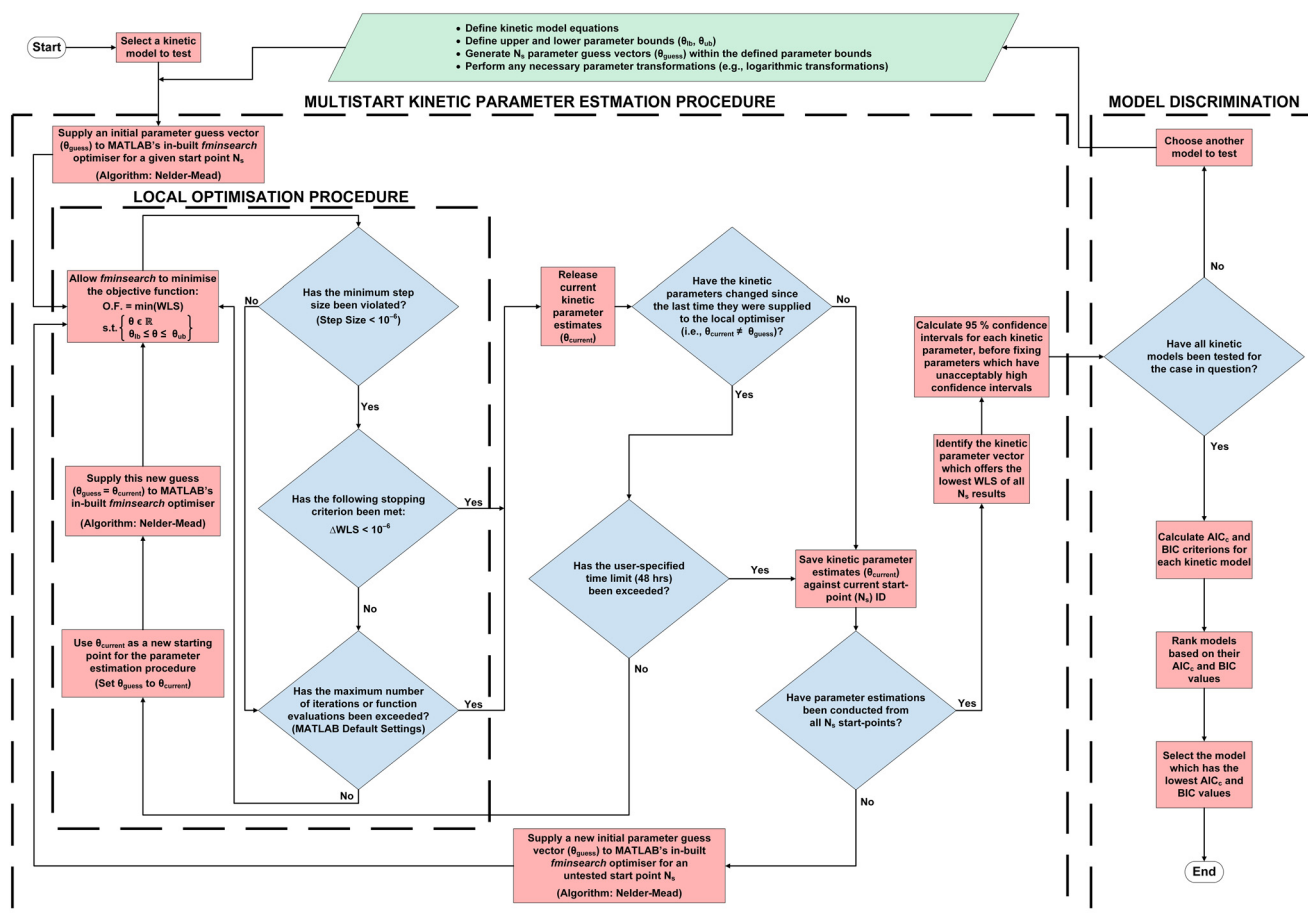 Start
Select a kinetic
model to test
• Define kinetic model equations
• Define upper and lower parameter bounds (θlb, θub)
• Generate Ns parameter guess vectors (θguess) within the defined parameter bounds
• Perform any necessary parameter transformations (e.g., logarithmic transformations)
MULTISTART KINETIC PARAMETER ESTMATION PROCEDURE
MODEL DISCRIMINATION
Supply an initial parameter guess vector
(θguess) to MATLAB's in-built fminsearch
optimiser for a given start point Ns
(Algorithm: Nelder-Mead)
Choose another
model to test
LOCAL OPTIMISATION PROCEDURE
Allow fminsearch to minimise
the objective function:
O.F. = min(WLS)
s.t. { θ ϵ ℝ
θlb ≤ θ ≤ θub }
No
Has the minimum step
size been violated?
(Step Size < 10⁻⁶)
Yes
Release
current
kinetic
parameter
estimates
(θcurrent)
Have the kinetic
parameters changed since
the last time they were supplied
to the local optimiser
(i.e., θcurrent ≠ θguess)?
No
Yes
Calculate 95 % confidence
intervals for each kinetic
parameter, before fixing
parameters which have
unacceptably high
confidence intervals
No
Have all kinetic
models been tested for
the case in question?
Yes
Supply this new guess
(θguess = θcurrent) to MATLAB's
in-built fminsearch optimiser
(Algorithm: Nelder-Mead)
Has the following stopping
criterion been met:
ΔWLS < 10⁻⁶
Yes
No
Identify the kinetic
parameter vector
which offers the
lowest WLS of all
Ns results
Calculate AICc and
BIC criterions for
each kinetic model
Has the user-specified
time limit (48 hrs)
been exceeded?
Yes
No
Save kinetic parameter
estimates (θcurrent)
against current start-
point (Ns) ID
Use θcurrent as a new starting
point for the parameter
estimation procedure
(Set θguess to θcurrent)
Has the maximum number
of iterations or function
evaluations been exceeded?
(MATLAB Default Settings)
Yes
No
Have parameter estimations
been conducted from
all Ns start-points?
Yes
No
Rank models
based on their
AICc and BIC
values
Select the model
which has the
lowest AICc and
BIC values
Supply a new initial parameter guess
vector (θguess) to MATLAB's in-built
fminsearch optimiser for an
untested start point Ns
(Algorithm: Nelder-Mead)
End